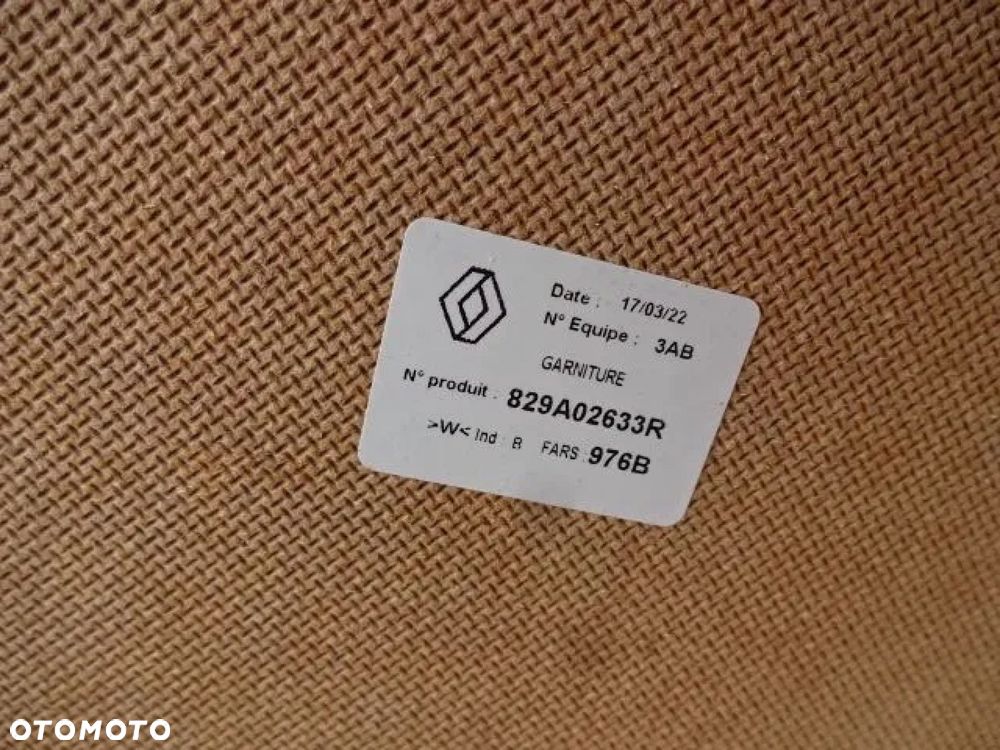 Date : 17/03/22
N° Equipe : 3AB
GARNITURE
N° produit : 829A02633R
>W< Ind : B FARS : 976B
OTOMOTO